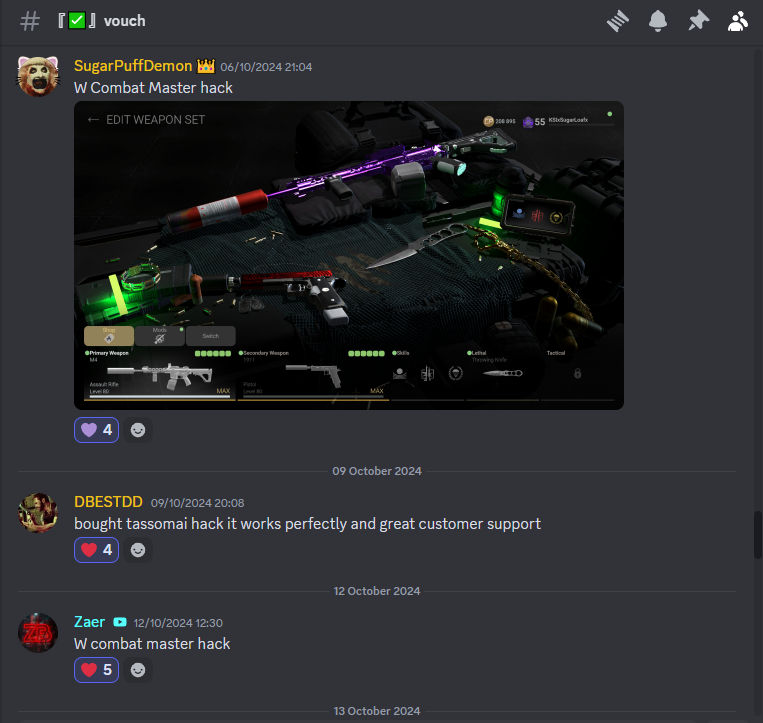 『✅』vouch
SugarPuffDemon 06/10/2024 21:04
W Combat Master hack
← EDIT WEAPON SET
208 895
55
KSixSugarLoafx
Shop
Mods
Switch
Primary Weapon
M4
Secondary Weapon
1911
Skills
Lethal
Throwing Knife
Tactical
Assault Rifle
Level 80
MAX
Pistol
Level 80
MAX
4
09 October 2024
DBESTDD 09/10/2024 20:08
bought tassomai hack it works perfectly and great customer support
4
12 October 2024
Zaer 12/10/2024 12:30
W combat master hack
5
13 October 2024